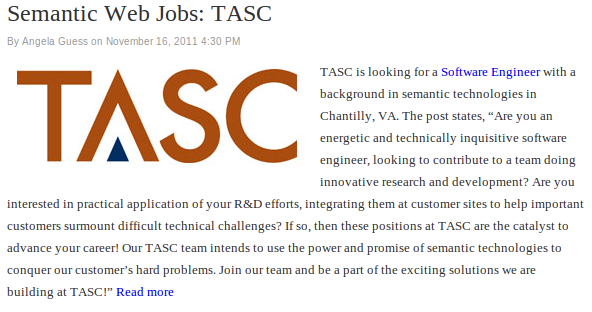 Semantic Web Jobs: TASC
By Angela Guess on November 16, 2011 4:30 PM
TASC
TASC is looking for a Software Engineer with a
background in semantic technologies in
Chantilly, VA. The post states, “Are you an
energetic and technically inquisitive software
engineer, looking to contribute to a team doing
innovative research and development? Are you
interested in practical application of your R&D efforts, integrating them at customer sites to help important
customers surmount difficult technical challenges? If so, then these positions at TASC are the catalyst to
advance your career! Our TASC team intends to use the power and promise of semantic technologies to
conquer our customer’s hard problems. Join our team and be a part of the exciting solutions we are
building at TASC!” Read more